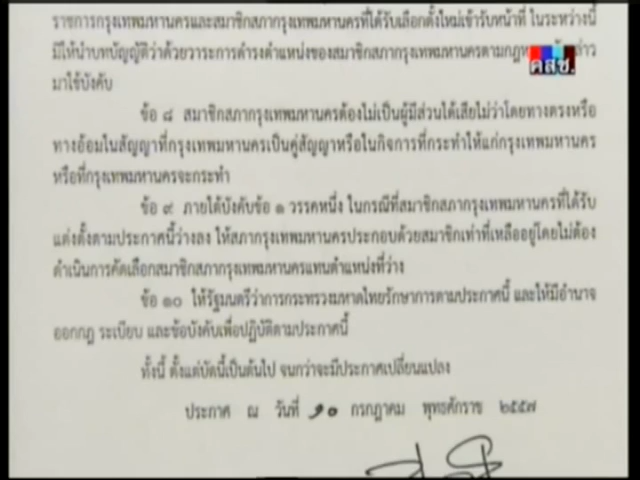 ราชการกรุงเทพมหานครและสมาชิกสภากรุงเทพมหานครที่ได้รับเลือกตั้งใหม่เข้ารับหน้าที่ ในระหว่างนี้
มิให้นำบทบัญญัติว่าด้วยวาระการดำรงตำแหน่งของสมาชิกสภากรุงเทพมหานครตามกฎ
คสช.
มาใช้บังคับ
ข้อ ๘ สมาชิกสภากรุงเทพมหานครต้องไม่เป็นผู้มีส่วนได้เสียไม่ว่าโดยทางตรงหรือ
ทางอ้อมในสัญญาที่กรุงเทพมหานครเป็นคู่สัญญาหรือในกิจการที่กระทำให้แก่กรุงเทพมหานคร
หรือที่กรุงเทพมหานครจะกระทำ
ข้อ ๙ ภายใต้บังคับข้อ ๑ วรรคหนึ่ง ในกรณีที่สมาชิกสภากรุงเทพมหานครที่ได้รับ
แต่งตั้งตามประกาศนี้ว่างลง ให้สภากรุงเทพมหานครประกอบด้วยสมาชิกเท่าที่เหลืออยู่โดยไม่ต้อง
ดำเนินการคัดเลือกสมาชิกสภากรุงเทพมหานครแทนตำแหน่งที่ว่าง
ข้อ ๑๐ ให้รัฐมนตรีว่าการกระทรวงมหาดไทยรักษาการตามประกาศนี้ และให้มีอำนาจ
ออกกฎ ระเบียบ และข้อบังคับเพื่อปฏิบัติตามประกาศนี้
ทั้งนี้ ตั้งแต่บัดนี้เป็นต้นไป จนกว่าจะมีประกาศเปลี่ยนแปลง
ประกาศ ณ วันที่ ๑๐ กรกฎาคม พุทธศักราช ๒๕๕๗